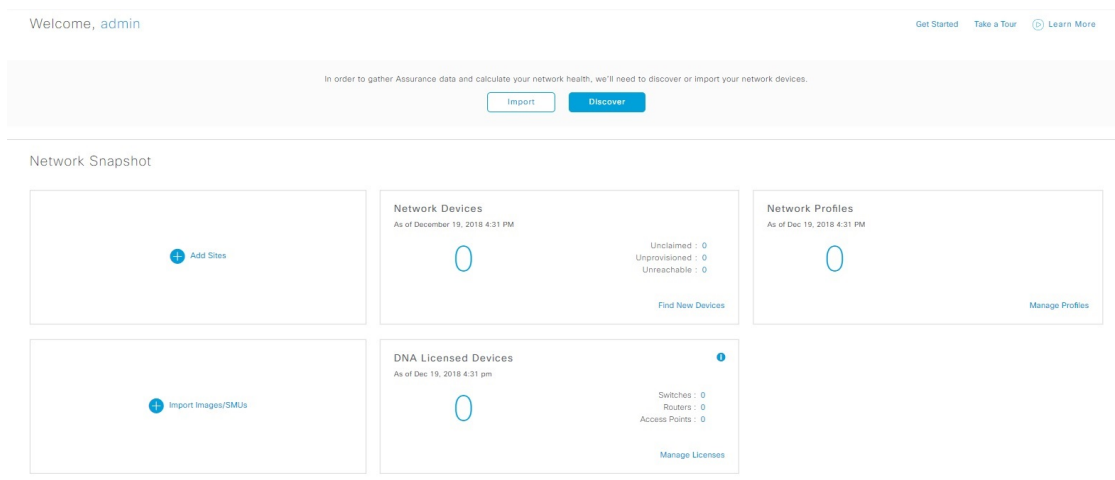 Welcome, admin
Get Started Take a Tour Learn More
In order to gather Assurance data and calculate your network health, we'll need to discover or import your network devices.
Import Discover
Network Snapshot
Add Sites
Network Devices
As of December 19, 2018 4:31 PM
0
Unclaimed : 0
Unprovisioned : 0
Unreachable : 0
Find New Devices
Network Profiles
As of Dec 19, 2018 4:31 PM
0
Manage Profiles
Import Images/SMUs
DNA Licensed Devices
As of Dec 19, 2018 4:31 pm
0
Switches : 0
Routers : 0
Access Points : 0
Manage Licenses